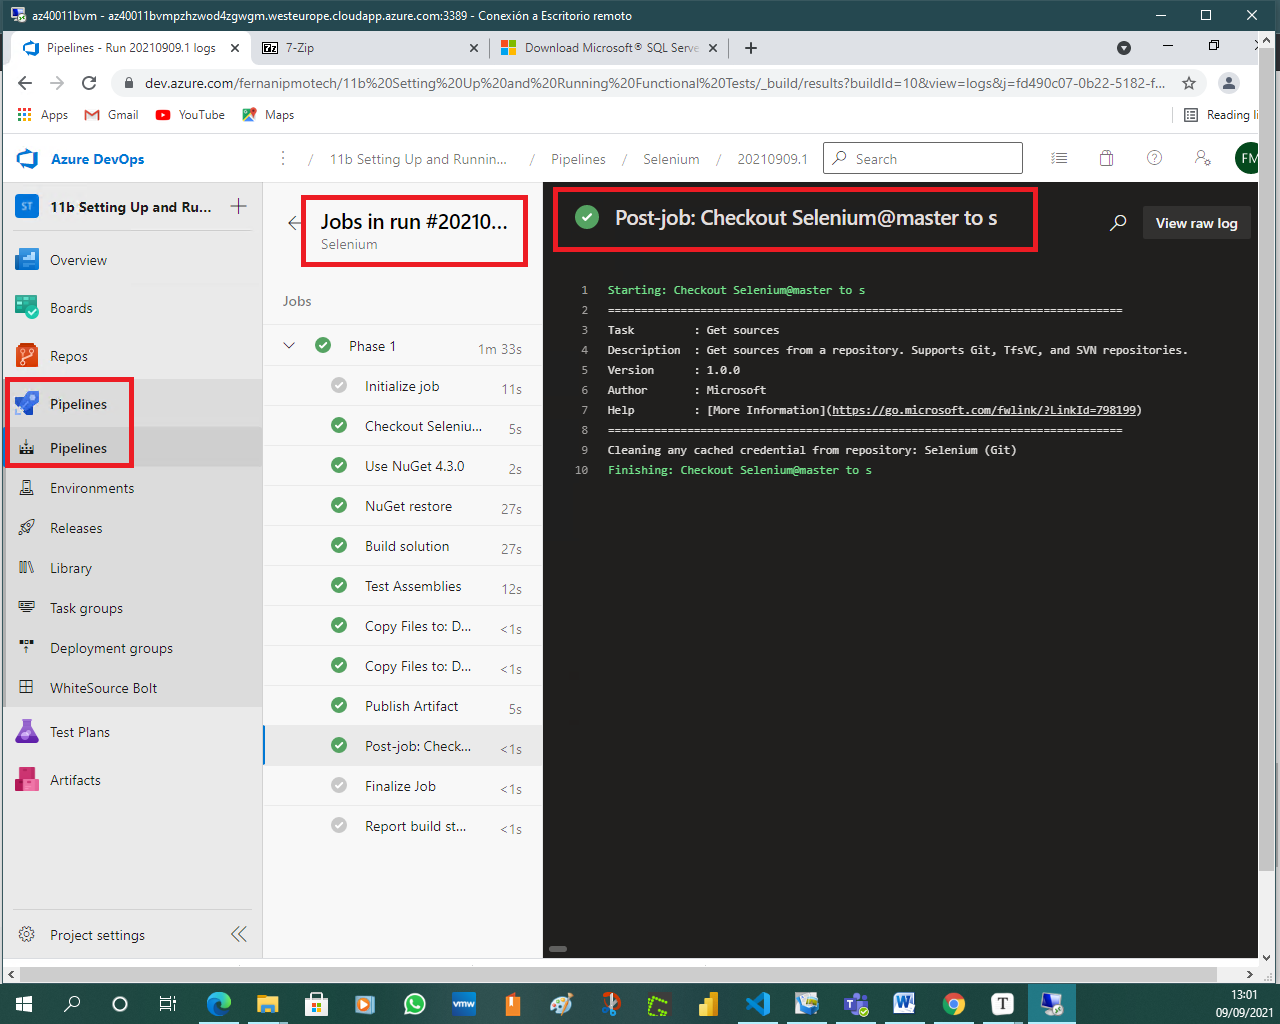 az40011bvm - az40011bvmpzhzwod4zgwgm.westeurope.cloudapp.azure.com:3389 - Conexión a Escritorio remoto
Pipelines - Run 20210909.1 logs
7-Zip
Download Microsoft® SQL Serve
dev.azure.com/fernanipmotech/11b%20Setting%20Up%20and%20Running%20Functional%20Tests/_build/results?buildId=10&view=logs&j=fd490c07-0b22-5182-f...
Apps
Gmail
YouTube
Maps
Reading li
Azure DevOps
/ 11b Setting Up and Runnin... / Pipelines / Selenium / 20210909.1
Search
FM
ST
11b Setting Up and Ru...
Overview
Boards
Repos
Pipelines
Pipelines
Environments
Releases
Library
Task groups
Deployment groups
WhiteSource Bolt
Test Plans
Artifacts
Project settings
Jobs in run #20210...
Selenium
Jobs
Phase 1 1m 33s
Initialize job 11s
Checkout Seleniu... 5s
Use NuGet 4.3.0 2s
NuGet restore 27s
Build solution 27s
Test Assemblies 12s
Copy Files to: D... <1s
Copy Files to: D... <1s
Publish Artifact 5s
Post-job: Check... <1s
Finalize Job <1s
Report build st... <1s
Post-job: Checkout Selenium@master to s
View raw log
1 Starting: Checkout Selenium@master to s
2 ==============================================================================
3 Task : Get sources
4 Description : Get sources from a repository. Supports Git, TfsVC, and SVN repositories.
5 Version : 1.0.0
6 Author : Microsoft
7 Help : [More Information](https://go.microsoft.com/fwlink/?LinkId=798199)
8 ==============================================================================
9 Cleaning any cached credential from repository: Selenium (Git)
10 Finishing: Checkout Selenium@master to s
vmw
T
13:01
09/09/2021